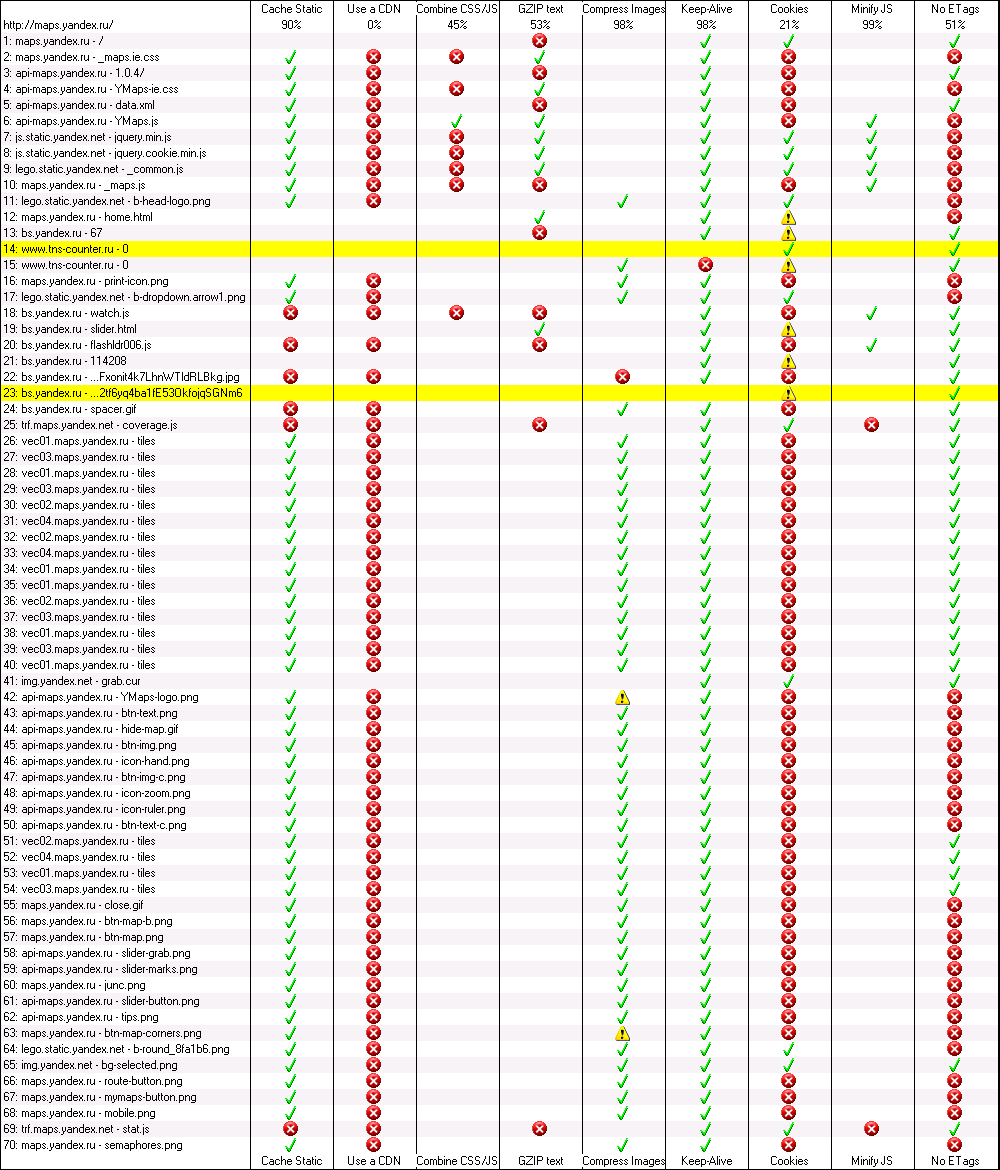 Cache Static Use a CDN Combine CSS/JS GZIP text Compress Images Keep-Alive Cookies Minify JS No ETags
http://maps.yandex.ru/ 90% 0% 45% 53% 98% 98% 21% 99% 51%
1: maps.yandex.ru - /
2: maps.yandex.ru - _maps.ie.css
3: api-maps.yandex.ru - 1.0.4/
4: api-maps.yandex.ru - YMaps-ie.css
5: api-maps.yandex.ru - data.xml
6: api-maps.yandex.ru - YMaps.js
7: js.static.yandex.net - jquery.min.js
8: js.static.yandex.net - jquery.cookie.min.js
9: lego.static.yandex.net - _common.js
10: maps.yandex.ru - _maps.js
11: lego.static.yandex.net - b-head-logo.png
12: maps.yandex.ru - home.html
13: bs.yandex.ru - 67
14: www.tns-counter.ru - 0
15: www.tns-counter.ru - 0
16: maps.yandex.ru - print-icon.png
17: lego.static.yandex.net - b-dropdown.arrow1.png
18: bs.yandex.ru - watch.js
19: bs.yandex.ru - slider.html
20: bs.yandex.ru - flashldr006.js
21: bs.yandex.ru - 114208
22: bs.yandex.ru - ...Fxonit4k7LhnWTIdRLBkg.jpg
23: bs.yandex.ru - ...2tf6yq4ba1fE53OkfojqSGNm6
24: bs.yandex.ru - spacer.gif
25: trf.maps.yandex.net - coverage.js
26: vec01.maps.yandex.ru - tiles
27: vec03.maps.yandex.ru - tiles
28: vec01.maps.yandex.ru - tiles
29: vec03.maps.yandex.ru - tiles
30: vec02.maps.yandex.ru - tiles
31: vec04.maps.yandex.ru - tiles
32: vec02.maps.yandex.ru - tiles
33: vec04.maps.yandex.ru - tiles
34: vec01.maps.yandex.ru - tiles
35: vec01.maps.yandex.ru - tiles
36: vec02.maps.yandex.ru - tiles
37: vec03.maps.yandex.ru - tiles
38: vec01.maps.yandex.ru - tiles
39: vec03.maps.yandex.ru - tiles
40: vec01.maps.yandex.ru - tiles
41: img.yandex.net - grab.cur
42: api-maps.yandex.ru - YMaps-logo.png
43: api-maps.yandex.ru - btn-text.png
44: api-maps.yandex.ru - hide-map.gif
45: api-maps.yandex.ru - btn-img.png
46: api-maps.yandex.ru - icon-hand.png
47: api-maps.yandex.ru - btn-img-c.png
48: api-maps.yandex.ru - icon-zoom.png
49: api-maps.yandex.ru - icon-ruler.png
50: api-maps.yandex.ru - btn-text-c.png
51: vec02.maps.yandex.ru - tiles
52: vec04.maps.yandex.ru - tiles
53: vec01.maps.yandex.ru - tiles
54: vec03.maps.yandex.ru - tiles
55: maps.yandex.ru - close.gif
56: maps.yandex.ru - btn-map-b.png
57: maps.yandex.ru - btn-map.png
58: api-maps.yandex.ru - slider-grab.png
59: api-maps.yandex.ru - slider-marks.png
60: maps.yandex.ru - junc.png
61: api-maps.yandex.ru - slider-button.png
62: api-maps.yandex.ru - tips.png
63: maps.yandex.ru - btn-map-corners.png
64: lego.static.yandex.net - b-round_8fa1b6.png
65: img.yandex.net - bg-selected.png
66: maps.yandex.ru - route-button.png
67: maps.yandex.ru - mymaps-button.png
68: maps.yandex.ru - mobile.png
69: trf.maps.yandex.net - stat.js
70: maps.yandex.ru - semaphores.png
Cache Static Use a CDN Combine CSS/JS GZIP text Compress Images Keep-Alive Cookies Minify JS No ETags